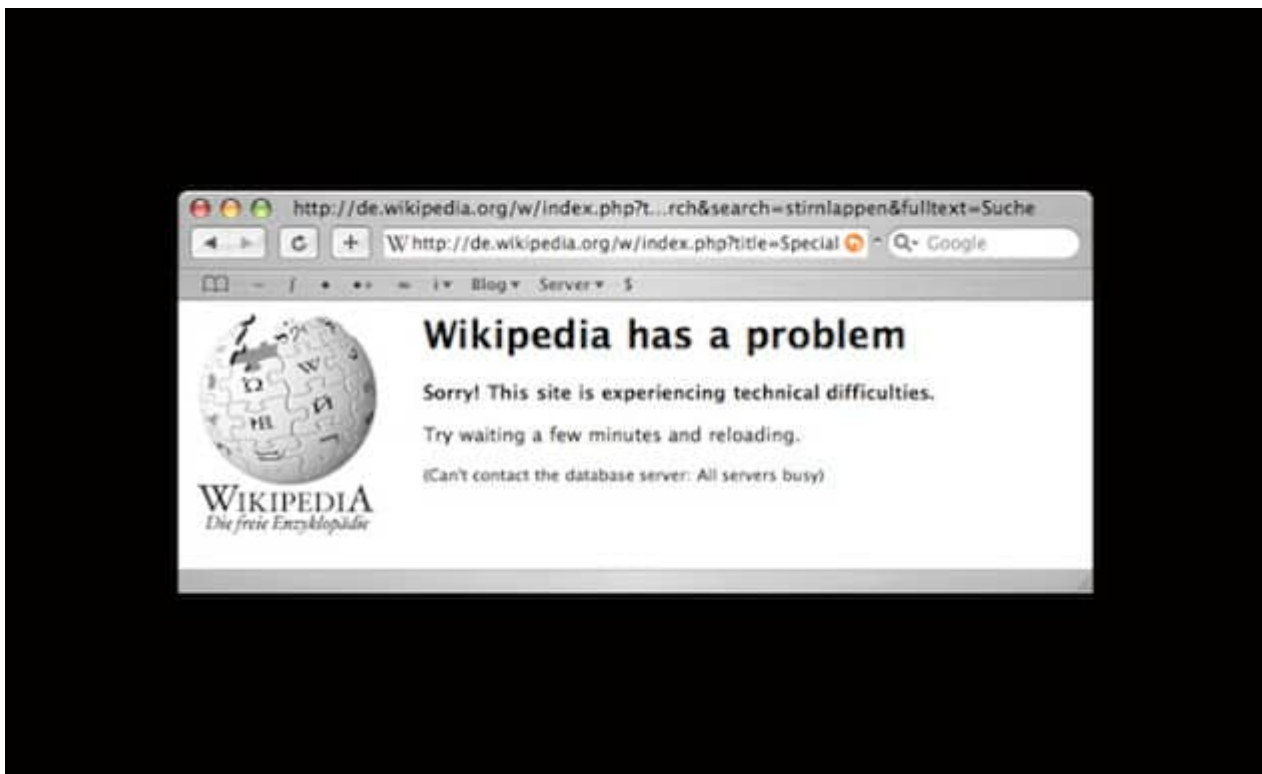 http://de.wikipedia.org/w/index.php?t...rch&search=stirnlappen&fulltext=Suche
W http://de.wikipedia.org/w/index.php?title=Special
Google
Blog Server $
Wikipedia has a problem
Sorry! This site is experiencing technical difficulties.
Try waiting a few minutes and reloading.
(Can't contact the database server: All servers busy)
WIKIPEDIA
Die freie Enzyklopädie